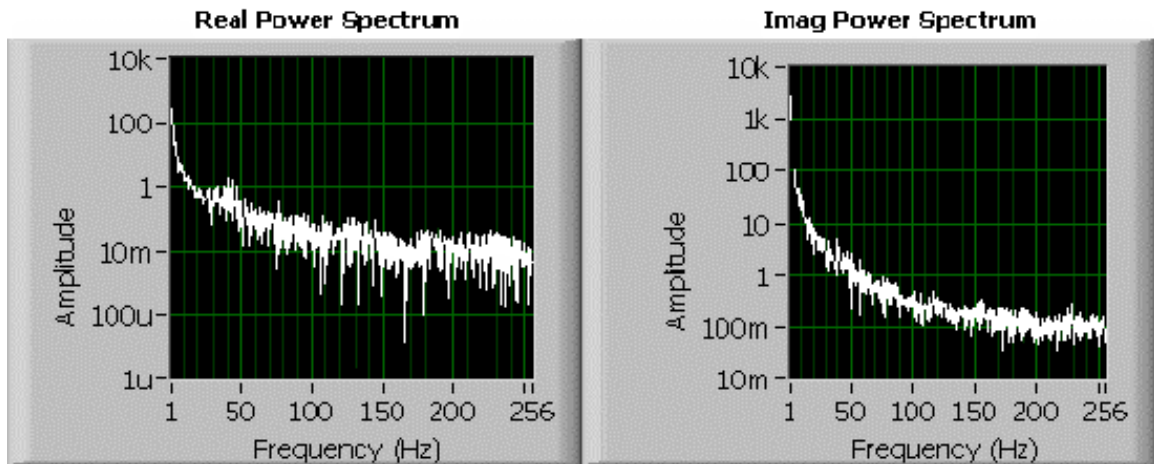 Real Power Spectrum
10k
100
1
10m
100u
1u
Amplitude
1 50 100 150 200 256
Frequency (Hz)
Imag Power Spectrum
10k
1k
100
10
1
100m
10m
Amplitude
1 50 100 150 200 256
Frequency (Hz)